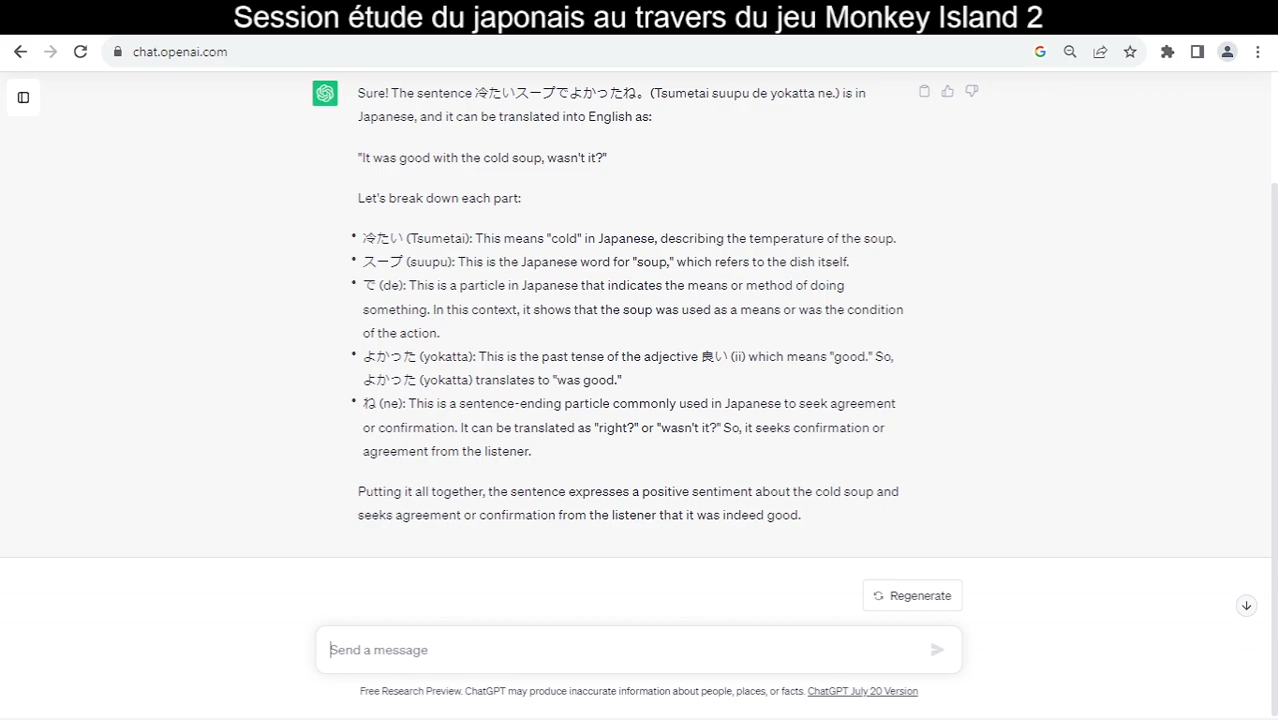 Session étude du japonais au travers du jeu Monkey Island 2
chat.openai.com
Sure! The sentence 冷たいスープでよかったね。(Tsumetai suupu de yokatta ne.) is in
Japanese, and it can be translated into English as:
"It was good with the cold soup, wasn't it?"
Let's break down each part:
• 冷たい (Tsumetai): This means "cold" in Japanese, describing the temperature of the soup.
• スープ (suupu): This is the Japanese word for "soup," which refers to the dish itself.
• で (de): This is a particle in Japanese that indicates the means or method of doing
something. In this context, it shows that the soup was used as a means or was the condition
of the action.
• よかった (yokatta): This is the past tense of the adjective 良い (ii) which means "good." So,
よかった (yokatta) translates to "was good."
• ね (ne): This is a sentence-ending particle commonly used in Japanese to seek agreement
or confirmation. It can be translated as "right?" or "wasn't it?" So, it seeks confirmation or
agreement from the listener.
Putting it all together, the sentence expresses a positive sentiment about the cold soup and
seeks agreement or confirmation from the listener that it was indeed good.
Regenerate
Send a message
Free Research Preview. ChatGPT may produce inaccurate information about people, places, or facts. ChatGPT July 20 Version